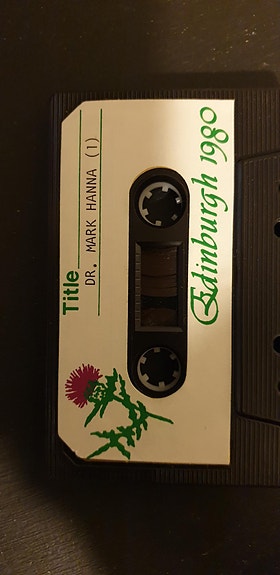 Title DR. MARK HANNA (1)
Edinburgh 1980